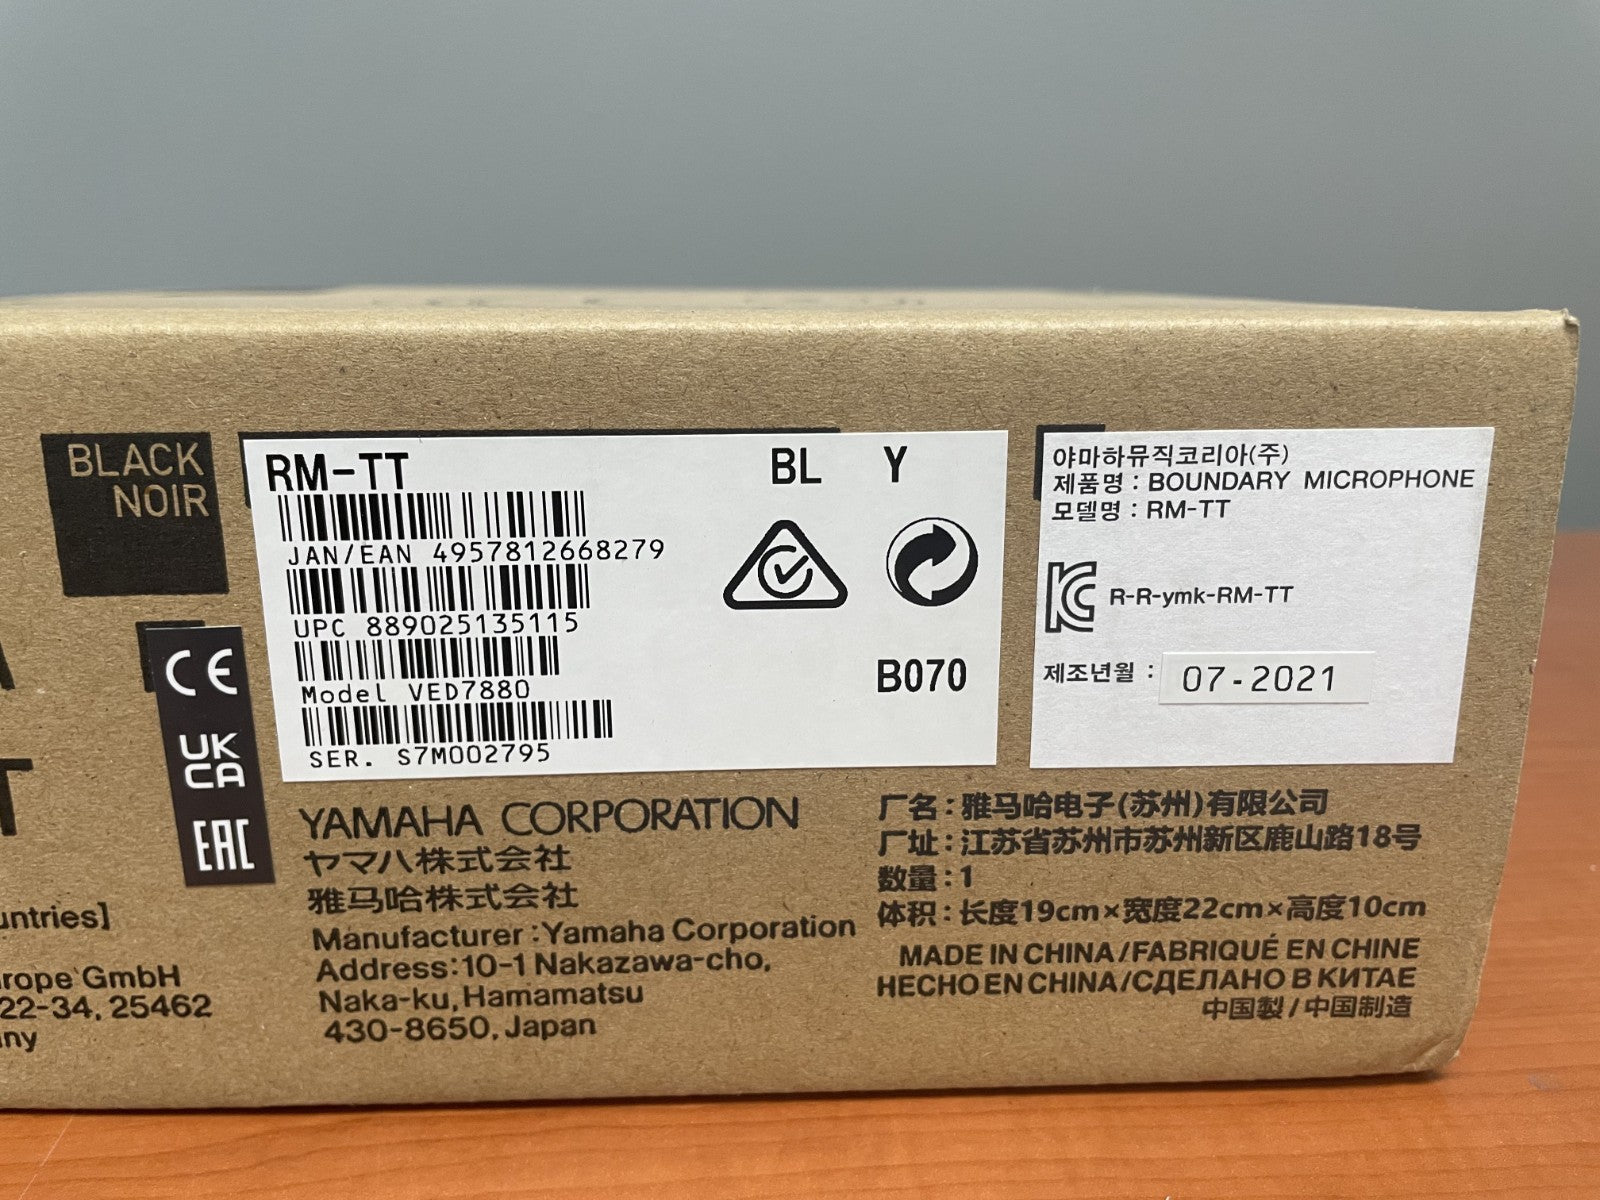 BLACK
NOIR
RM-TT BL Y
JAN/EAN 4957812668279
UPC 889025135115
Model VED7880
SER. S7M002795
B070
야마하뮤직코리아(주)
제품명 : BOUNDARY MICROPHONE
모델명 : RM-TT
R-R-ymk-RM-TT
제조년월 : 07-2021
CE
UK
CA
EAC
YAMAHA CORPORATION
ヤマハ株式会社
雅马哈株式会社
Manufacturer :Yamaha Corporation
Address:10-1 Nakazawa-cho,
Naka-ku, Hamamatsu
430-8650, Japan
厂名 : 雅马哈电子(苏州)有限公司
厂址 : 江苏省苏州市苏州新区鹿山路18号
数量 : 1
体积 : 长度19cm×宽度22cm×高度10cm
MADE IN CHINA/FABRIQUÉ EN CHINE
HECHO EN CHINA/СДЕЛАНО В КИТАЕ
中国製/中国制造
untries]
rope GmbH
22-34, 25462
ny